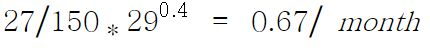 27/150 * 29^0.4 = 0.67/ month